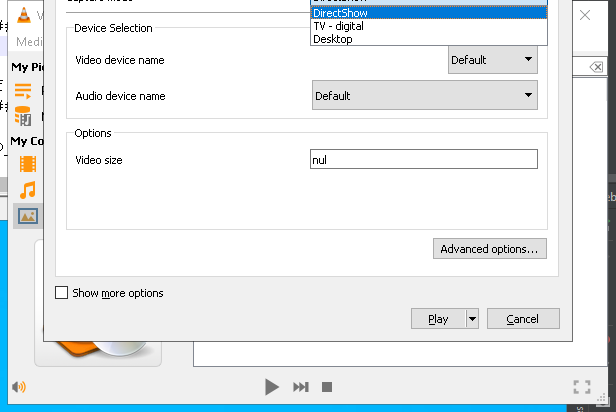 DirectShow
TV - digital
Desktop
Device Selection
Video device name
Default
Audio device name
Default
Options
Video size
nul
Advanced options...
Show more options
Play
Cancel
Medi
My Pi
My Co